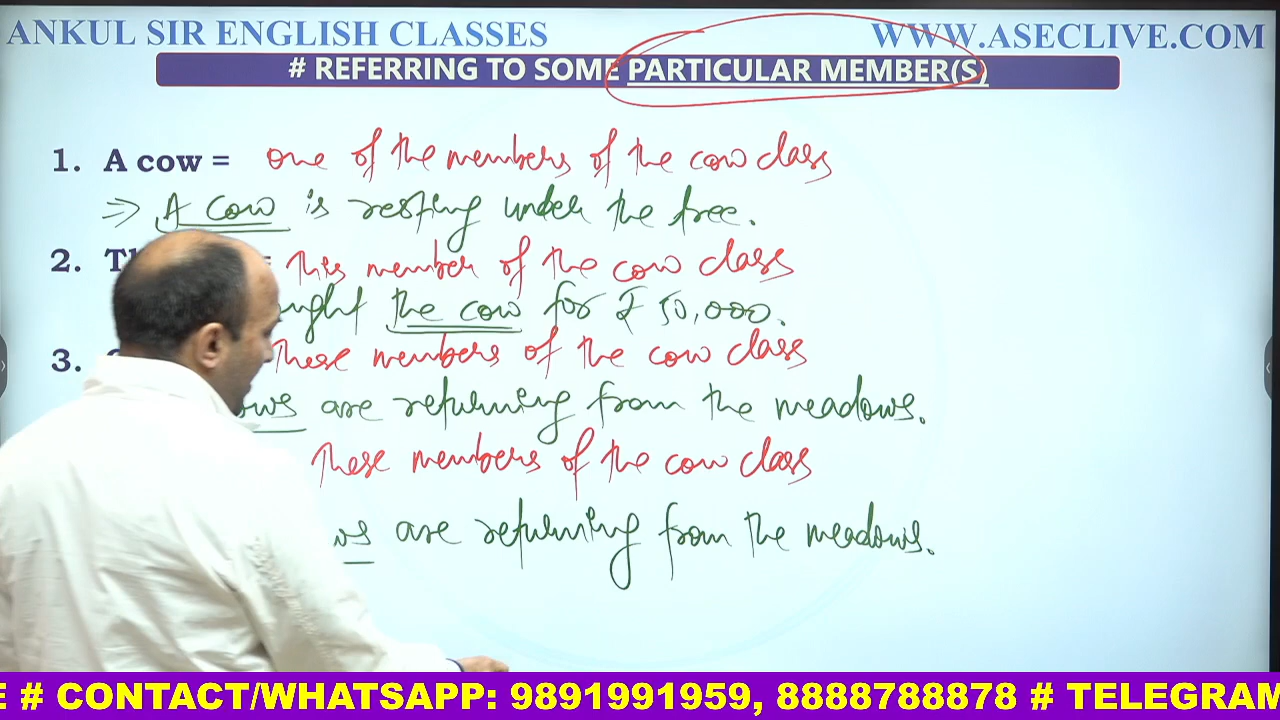 ANKUL SIR ENGLISH CLASSES
WWW.ASECLIVE.COM
# REFERRING TO SOME PARTICULAR MEMBER(S)
1. A cow = one of the members of the cow class
⇒ A cow is resting under the tree.
2. = this member of the cow class
the cow for ₹ 50,000.
3. These members of the cow class
are returning from the meadows.
These members of the cow class
are returning from the meadows.
E # CONTACT/WHATSAPP: 9891991959, 8888788878 # TELEGRAM